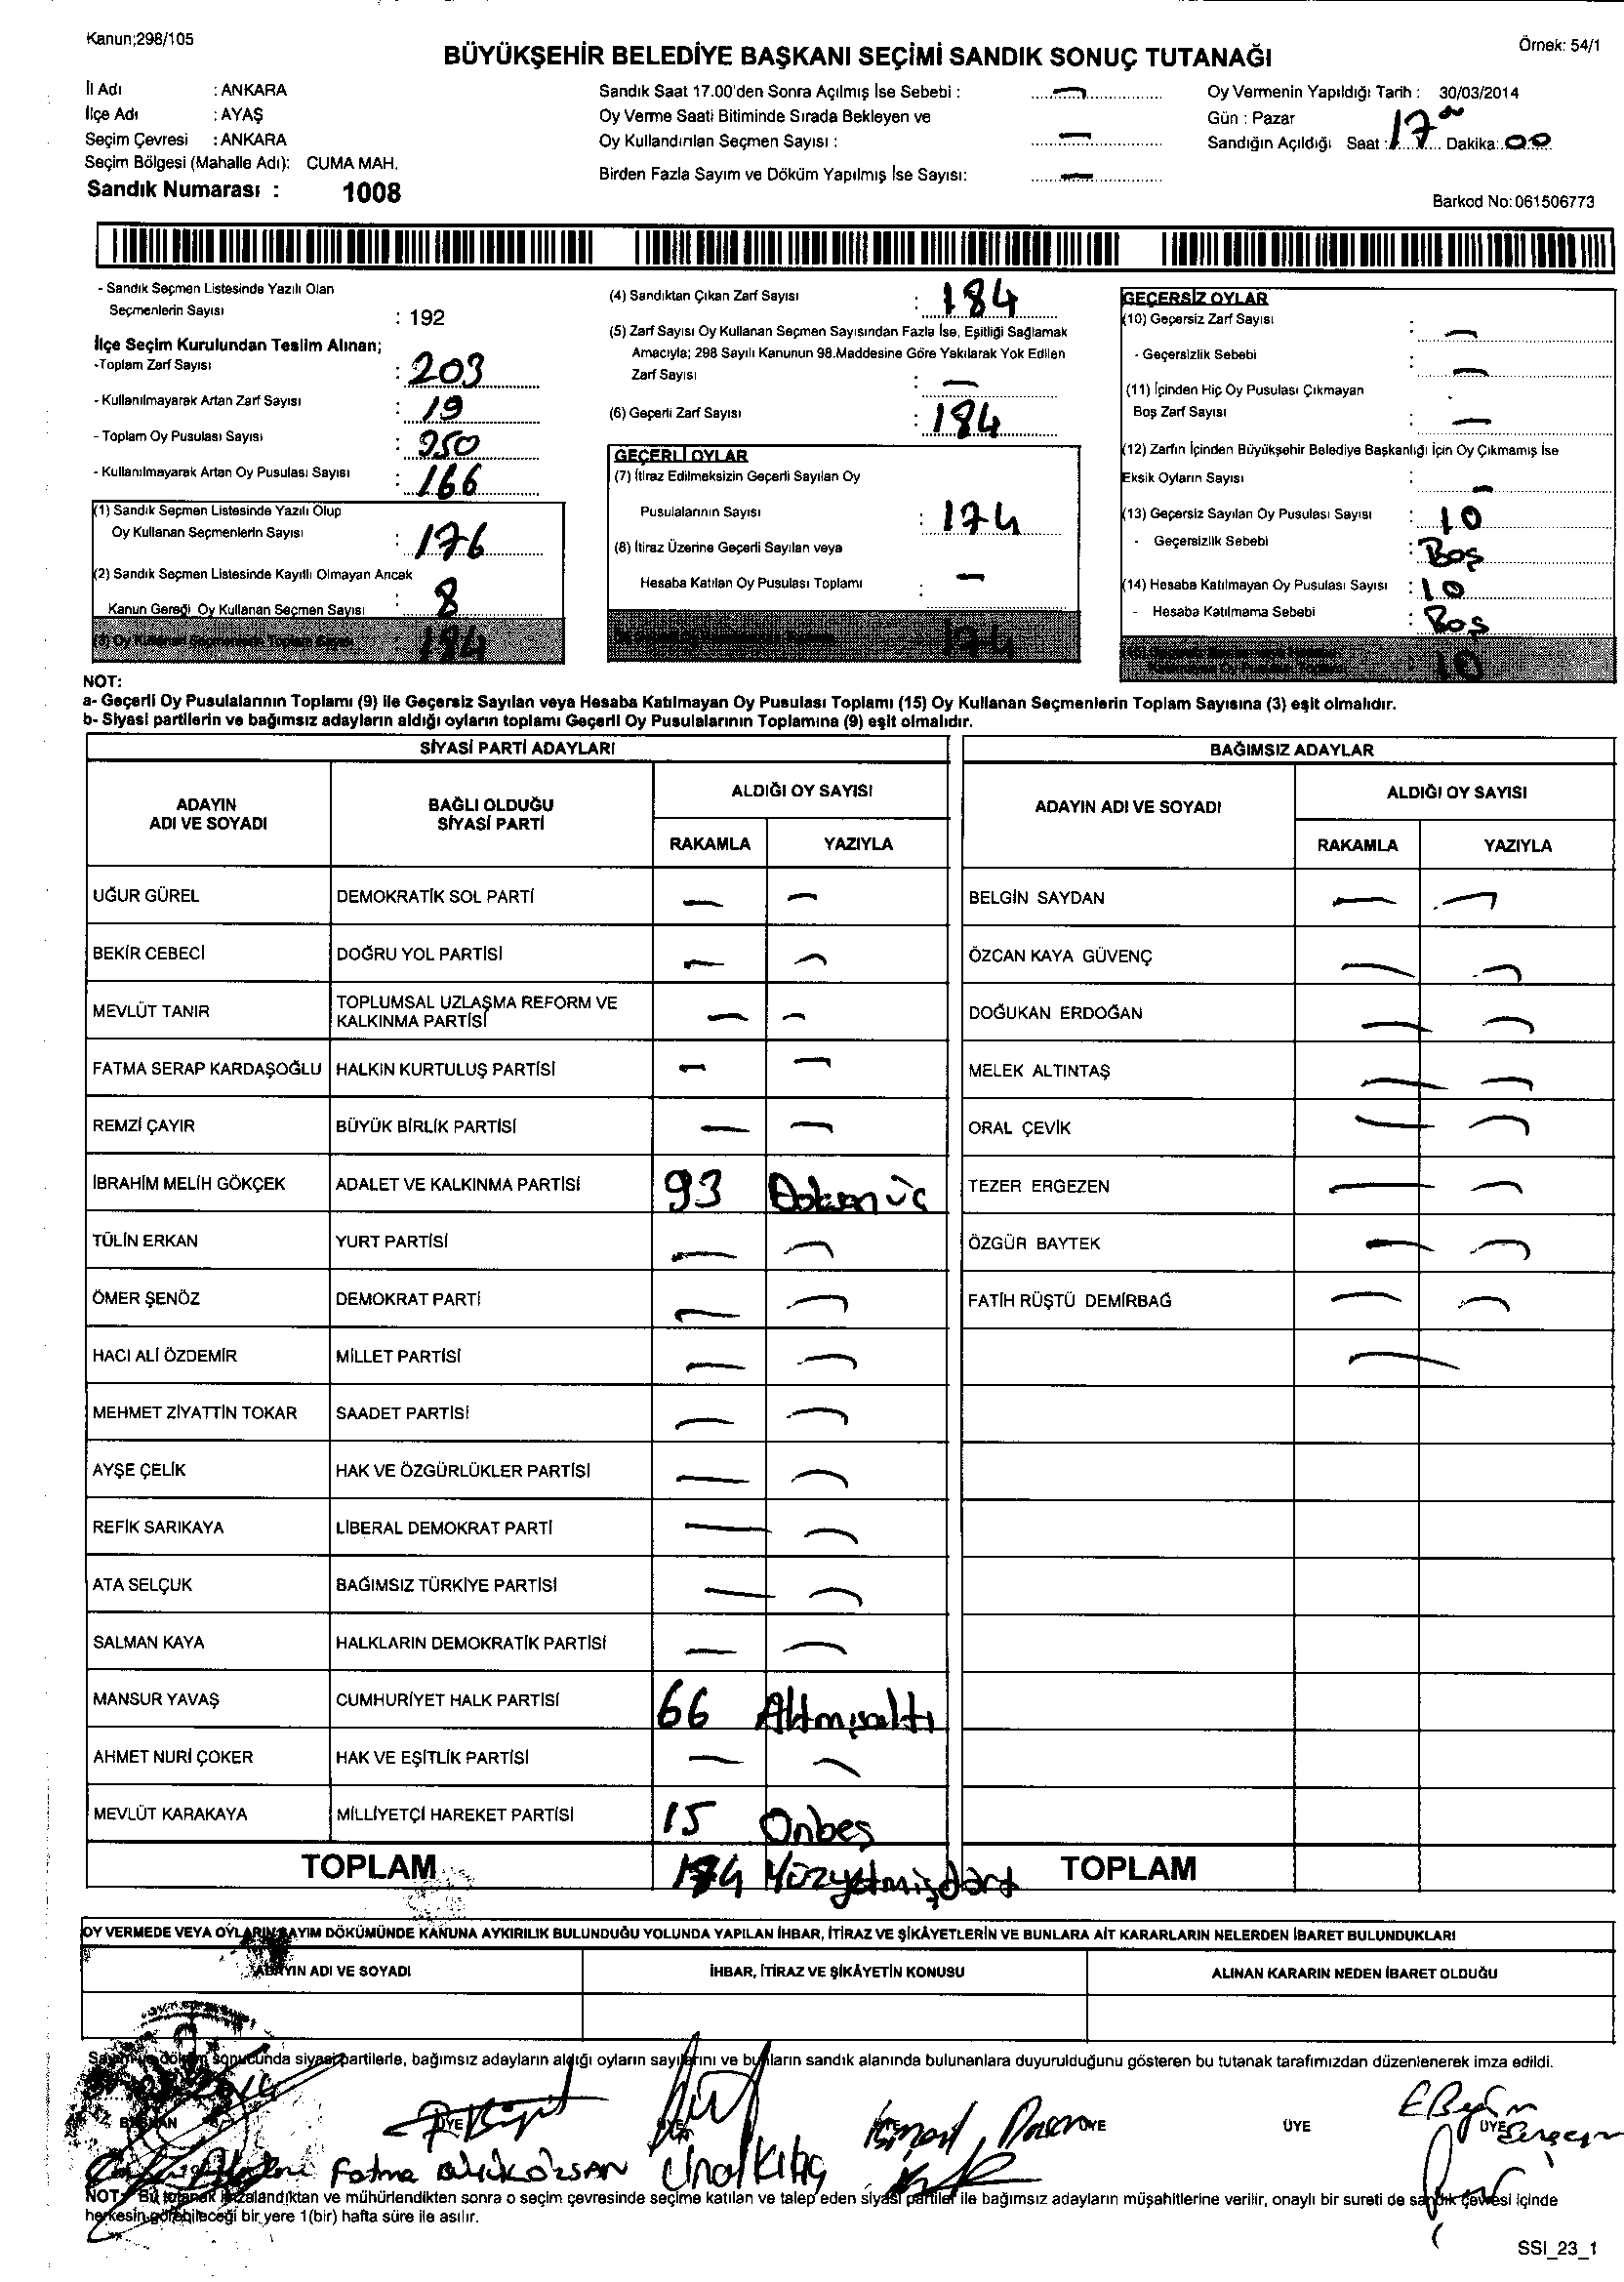 Kanun;298/105
BÜYÜKŞEHİR BELEDİYE BAŞKANI SEÇİMİ SANDIK SONUÇ TUTANAĞI
Örnek: 54/1
İl Adı : ANKARA
İlçe Adı : AYAŞ
Seçim Çevresi : ANKARA
Seçim Bölgesi (Mahalle Adı): CUMA MAH.
Sandık Numarası : 1008
Sandık Saat 17.00'den Sonra Açılmış İse Sebebi : —
Oy Verme Saati Bitiminde Sırada Bekleyen ve
Oy Kullandırılan Seçmen Sayısı : —
Birden Fazla Sayım ve Döküm Yapılmış İse Sayısı: —
Oy Vermenin Yapıldığı Tarih : 30/03/2014
Gün : Pazar
Sandığın Açıldığı Saat : 17 00 Dakika: 00
Barkod No: 061506773
- Sandık Seçmen Listesinde Yazılı Olan
Seçmenlerin Sayısı : 192
İlçe Seçim Kurulundan Teslim Alınan;
-Toplam Zarf Sayısı : 203
- Kullanılmayarak Artan Zarf Sayısı : 19
- Toplam Oy Pusulası Sayısı : 350
- Kullanılmayarak Artan Oy Pusulası Sayısı : 166
(1) Sandık Seçmen Listesinde Yazılı Olup
Oy Kullanan Seçmenlerin Sayısı : 176
(2) Sandık Seçmen Listesinde Kayıtlı Olmayan Ancak
Kanun Gereği Oy Kullanan Seçmen Sayısı : 8
(3) Oy Kullanan Seçmenlerin Toplam Sayısı : 184
(4) Sandıktan Çıkan Zarf Sayısı : 184
(5) Zarf Sayısı Oy Kullanan Seçmen Sayısından Fazla İse, Eşitliği Sağlamak
Amacıyla; 298 Sayılı Kanunun 98.Maddesine Göre Yakılarak Yok Edilen
Zarf Sayısı : —
(6) Geçerli Zarf Sayısı : 184
GEÇERLİ OYLAR
(7) İtiraz Edilmeksizin Geçerli Sayılan Oy
Pusulalarının Sayısı : 174
(8) İtiraz Üzerine Geçerli Sayılan veya
Hesaba Katılan Oy Pusulası Toplamı : —
174
GEÇERSİZ OYLAR
(10) Geçersiz Zarf Sayısı : —
- Geçersizlik Sebebi : —
(11) İçinden Hiç Oy Pusulası Çıkmayan
Boş Zarf Sayısı : —
(12) Zarfın İçinden Büyükşehir Belediye Başkanlığı İçin Oy Çıkmamış İse
Eksik Oyların Sayısı : —
(13) Geçersiz Sayılan Oy Pusulası Sayısı : 10
- Geçersizlik Sebebi : Boş
(14) Hesaba Katılmayan Oy Pusulası Sayısı : 10
- Hesaba Katılmama Sebebi : Boş
: 10
NOT:
a- Geçerli Oy Pusulalarının Toplamı (9) ile Geçersiz Sayılan veya Hesaba Katılmayan Oy Pusulası Toplamı (15) Oy Kullanan Seçmenlerin Toplam Sayısına (3) eşit olmalıdır.
b- Siyasi partilerin ve bağımsız adayların aldığı oyların toplamı Geçerli Oy Pusulalarının Toplamına (9) eşit olmalıdır.
SİYASİ PARTİ ADAYLARI
ADAYIN ADI VE SOYADI
BAĞLI OLDUĞU SİYASİ PARTİ
ALDIĞI OY SAYISI
RAKAMLA YAZIYLA
UĞUR GÜREL DEMOKRATİK SOL PARTİ — —
BEKİR CEBECİ DOĞRU YOL PARTİSİ — —
MEVLÜT TANIR TOPLUMSAL UZLAŞMA REFORM VE KALKINMA PARTİSİ — —
FATMA SERAP KARDAŞOĞLU HALKIN KURTULUŞ PARTİSİ — —
REMZİ ÇAYIR BÜYÜK BİRLİK PARTİSİ — —
İBRAHİM MELİH GÖKÇEK ADALET VE KALKINMA PARTİSİ 93 Doksan üç
TÜLİN ERKAN YURT PARTİSİ — —
ÖMER ŞENÖZ DEMOKRAT PARTİ — —
HACI ALİ ÖZDEMİR MİLLET PARTİSİ — —
MEHMET ZİYATTİN TOKAR SAADET PARTİSİ — —
AYŞE ÇELİK HAK VE ÖZGÜRLÜKLER PARTİSİ — —
REFİK SARIKAYA LİBERAL DEMOKRAT PARTİ — —
ATA SELÇUK BAĞIMSIZ TÜRKİYE PARTİSİ — —
SALMAN KAYA HALKLARIN DEMOKRATİK PARTİSİ — —
MANSUR YAVAŞ CUMHURİYET HALK PARTİSİ 66 Altmışaltı
AHMET NURİ ÇOKER HAK VE EŞİTLİK PARTİSİ — —
MEVLÜT KARAKAYA MİLLİYETÇİ HAREKET PARTİSİ 15 Onbeş
TOPLAM 174 Yüzyetmişdört
BAĞIMSIZ ADAYLAR
ADAYIN ADI VE SOYADI
ALDIĞI OY SAYISI
RAKAMLA YAZIYLA
BELGİN SAYDAN — —
ÖZCAN KAYA GÜVENÇ — —
DOĞUKAN ERDOĞAN — —
MELEK ALTINTAŞ — —
ORAL ÇEVİK — —
TEZER ERGEZEN — —
ÖZGÜR BAYTEK — —
FATİH RÜŞTÜ DEMİRBAĞ — —
—
TOPLAM
OY VERMEDE VEYA OYLARIN SAYIM DÖKÜMÜNDE KANUNA AYKIRILIK BULUNDUĞU YOLUNDA YAPILAN İHBAR, İTİRAZ VE ŞİKÂYETLERİN VE BUNLARA AİT KARARLARIN NELERDEN İBARET BULUNDUKLARI
ADAYIN ADI VE SOYADI
İHBAR, İTİRAZ VE ŞİKÂYETİN KONUSU
ALINAN KARARIN NEDEN İBARET OLDUĞU
Sayım ve döküm sonucunda siyasi partilerle, bağımsız adayların aldığı oyların sayılarını ve bunların sandık alanında bulunanlara duyurulduğunu gösteren bu tutanak tarafımızdan düzenlenerek imza edildi.
BAŞKAN ÜYE ÜYE ÜYE ÜYE ÜYE
Fatma BÜYÜKÖZSAN Ünal Kılıç
NOT: Bu tutanak imzalandıktan ve mühürlendikten sonra o seçim çevresinde seçime katılan ve talep eden siyasi partiler ile bağımsız adayların müşahitlerine verilir, onaylı bir sureti de sandık çevresi içinde
herkesin görebileceği bir yere 1(bir) hafta süre ile asılır.
SSI_23_1